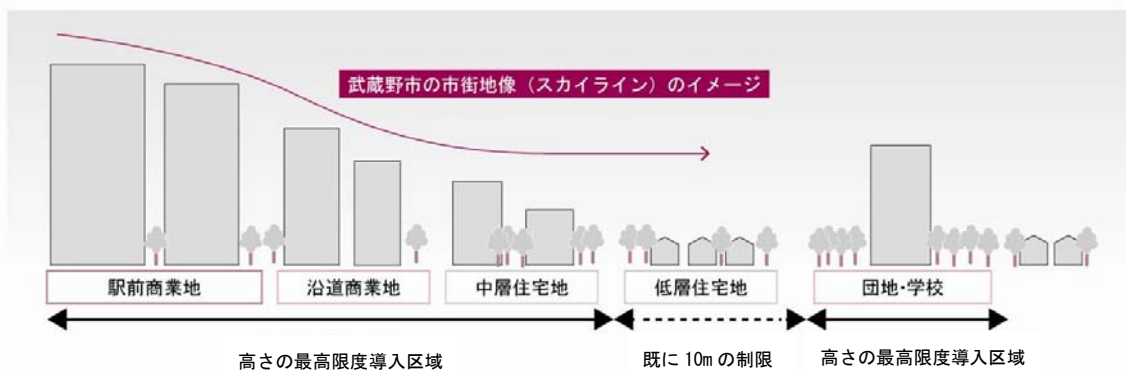 武蔵野市の市街地像（スカイライン）のイメージ
駅前商業地
沿道商業地
中層住宅地
低層住宅地
団地・学校
高さの最高限度導入区域
既に10mの制限
高さの最高限度導入区域